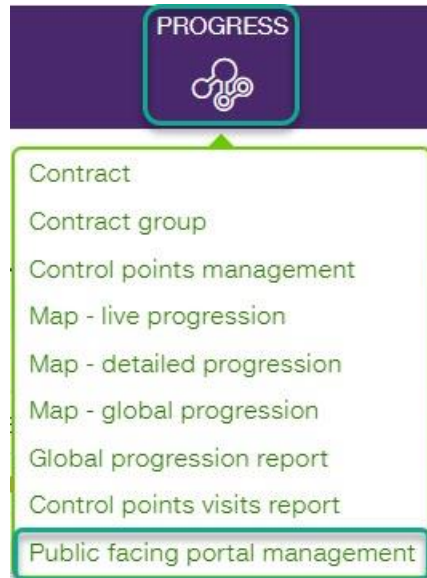 PROGRESS
Contract
Contract group
Control points management
Map - live progression
Map - detailed progression
Map - global progression
Global progression report
Control points visits report
Public facing portal management